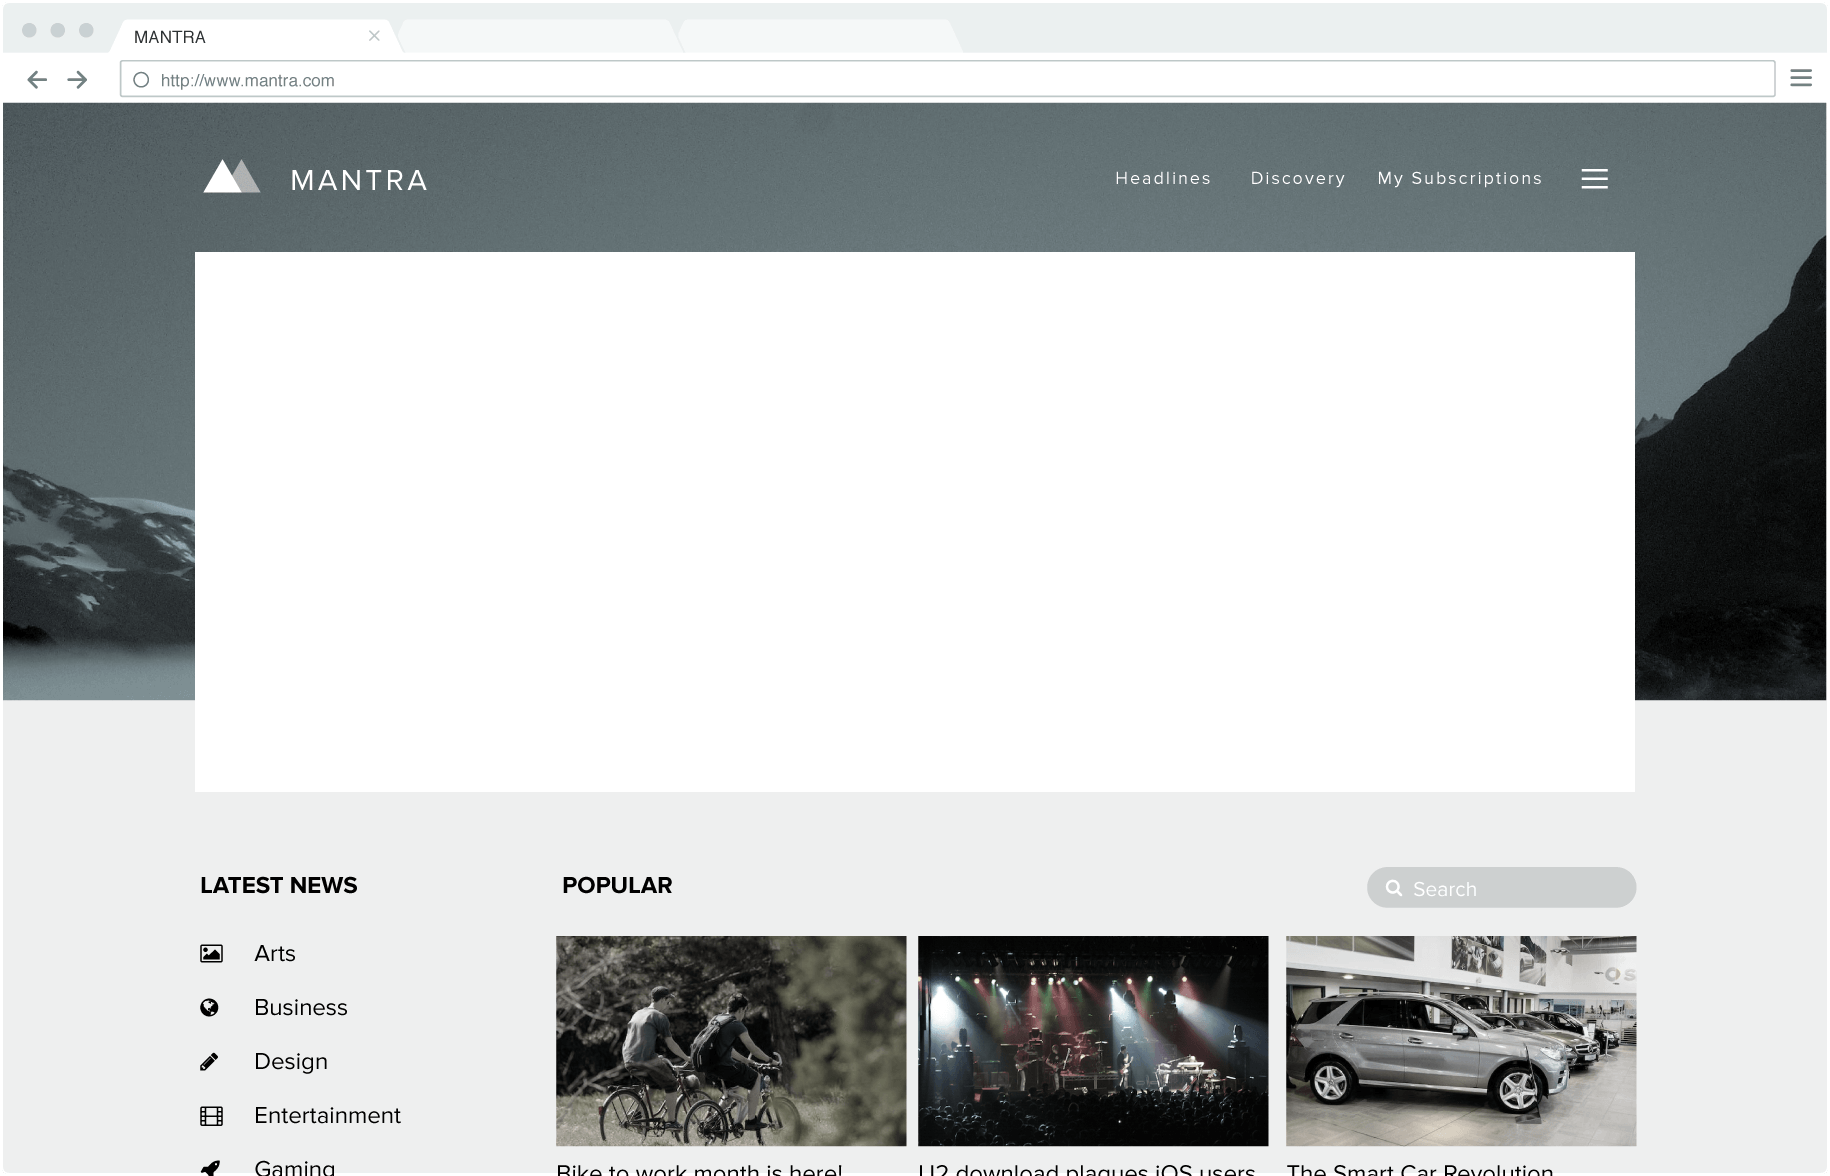 MANTRA
http://www.mantra.com
MANTRA
Headlines
Discovery
My Subscriptions
LATEST NEWS
POPULAR
Search
Arts
Business
Design
Entertainment
Gaming
Bike to work month is here!
U2 download plagues iOS users
The Smart Car Revolution